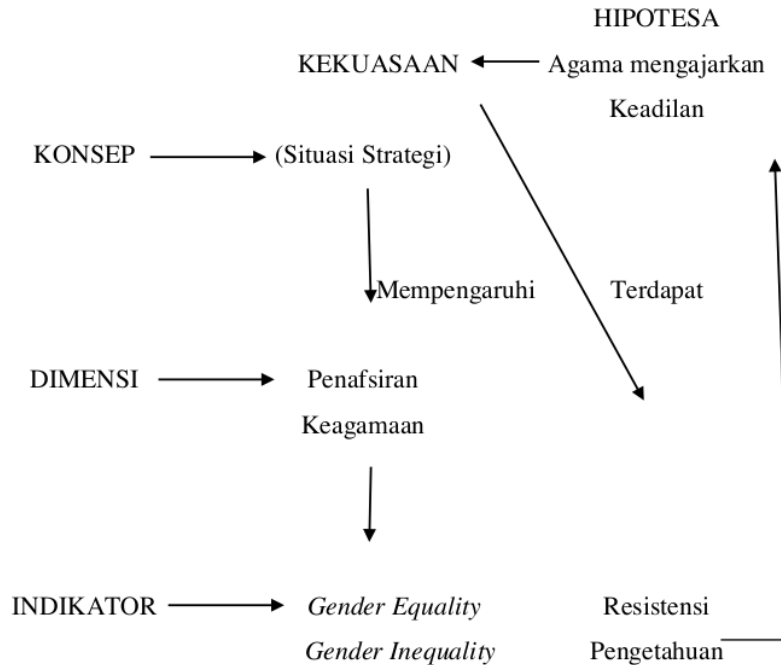 HIPOTESA
KEKUASAAN Agama mengajarkan
Keadilan
KONSEP (Situasi Strategi)
Mempengaruhi Terdapat
DIMENSI Penafsiran
Keagamaan
INDIKATOR Gender Equality Resistensi
Gender Inequality Pengetahuan